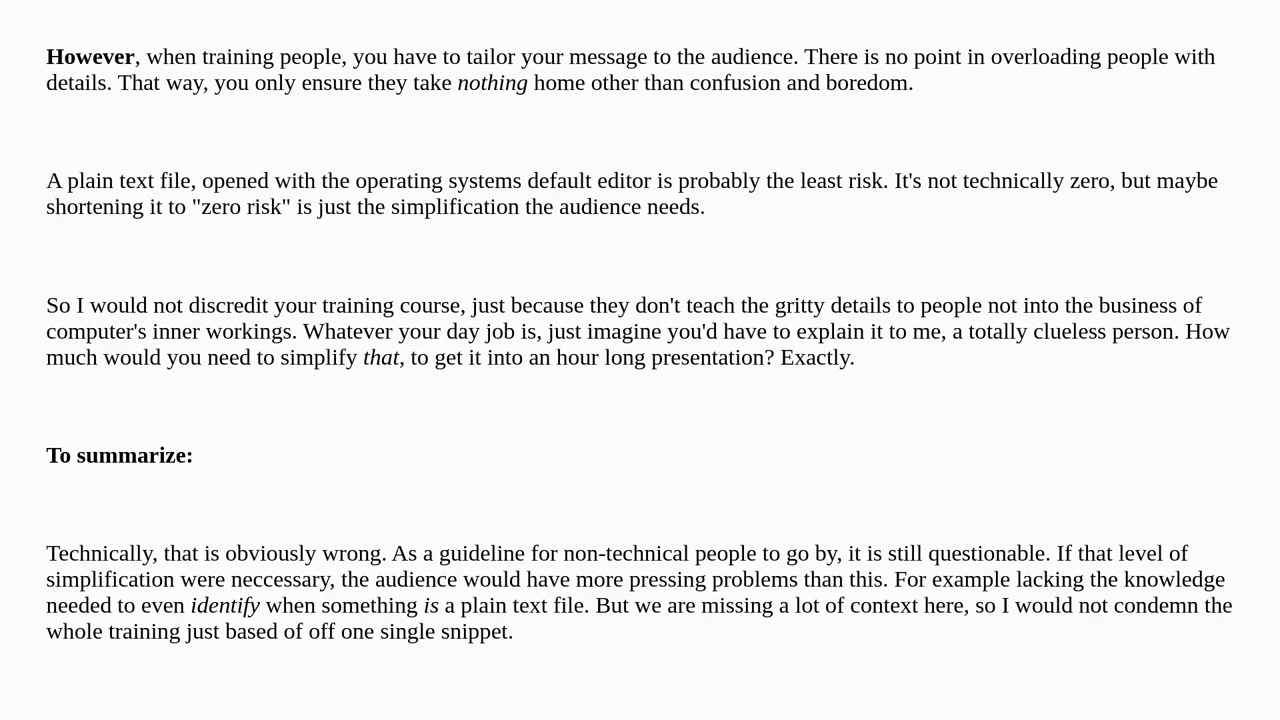 However, when training people, you have to tailor your message to the audience. There is no point in overloading people with
details. That way, you only ensure they take nothing home other than confusion and boredom.
A plain text file, opened with the operating systems default editor is probably the least risk. It's not technically zero, but maybe
shortening it to "zero risk" is just the simplification the audience needs.
So I would not discredit your training course, just because they don't teach the gritty details to people not into the business of
computer's inner workings. Whatever your day job is, just imagine you'd have to explain it to me, a totally clueless person. How
much would you need to simplify that, to get it into an hour long presentation? Exactly.
To summarize:
Technically, that is obviously wrong. As a guideline for non-technical people to go by, it is still questionable. If that level of
simplification were neccessary, the audience would have more pressing problems than this. For example lacking the knowledge
needed to even identify when something is a plain text file. But we are missing a lot of context here, so I would not condemn the
whole training just based of off one single snippet.